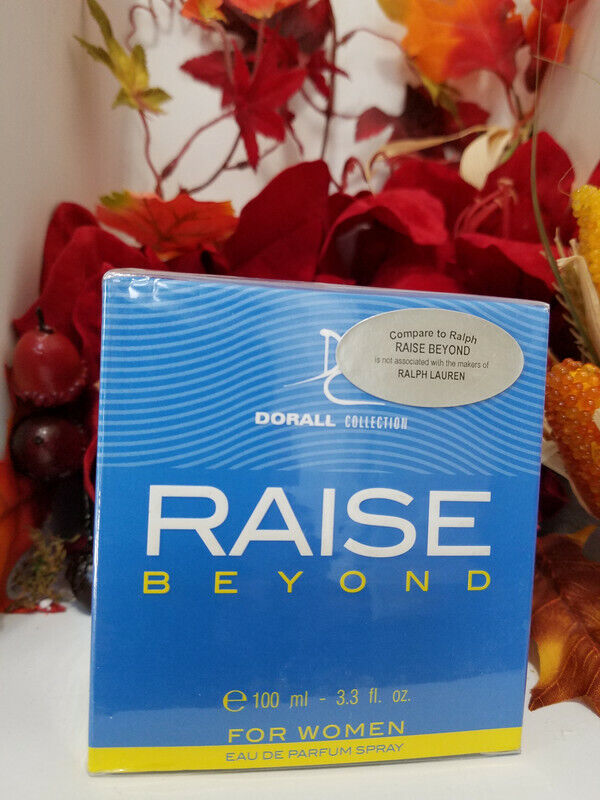 Compare to Ralph
RAISE BEYOND
is not associated with the makers of
RALPH LAUREN
DORALL COLLECTION
RAISE
BEYOND
℮ 100 ml - 3.3 fl. oz.
FOR WOMEN
EAU DE PARFUM SPRAY